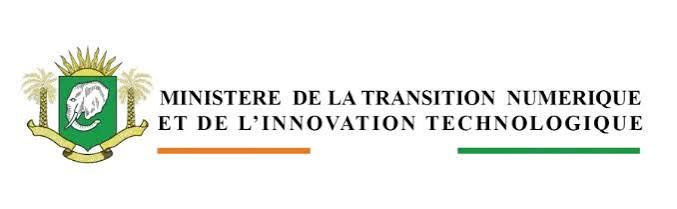 MINISTERE DE LA TRANSITION NUMERIQUE
ET DE L’INNOVATION TECHNOLOGIQUE